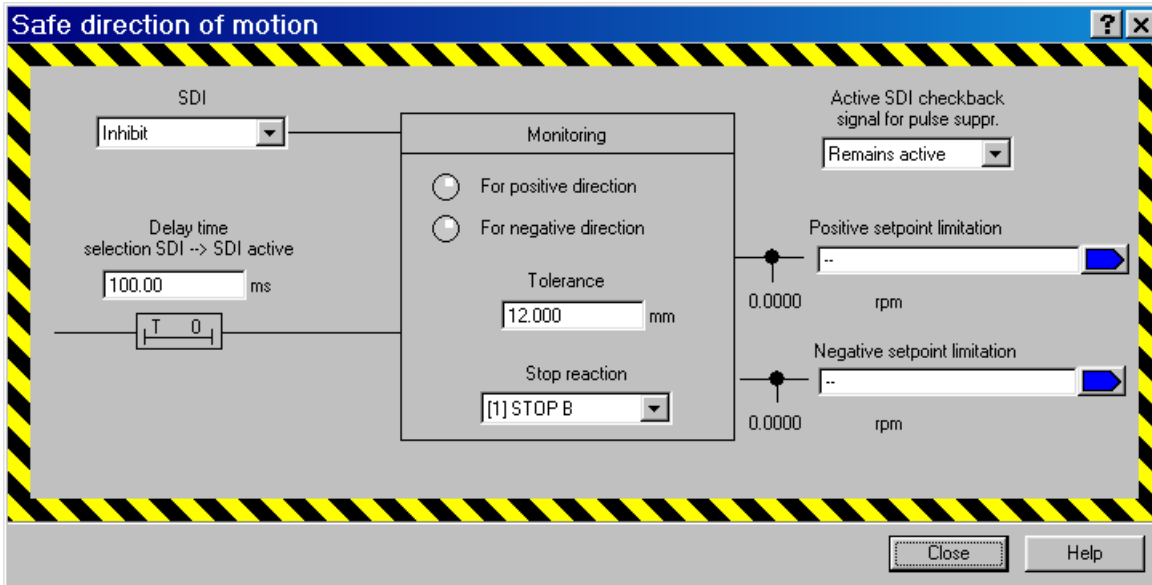 Safe direction of motion
SDI
Inhibit
Delay time
selection SDI --> SDI active
100.00 ms
T 0
Monitoring
For positive direction
For negative direction
Tolerance
12.000 mm
Stop reaction
[1] STOP B
Active SDI checkback
signal for pulse suppr.
Remains active
Positive setpoint limitation
--
0.0000 rpm
Negative setpoint limitation
--
0.0000 rpm
Close
Help